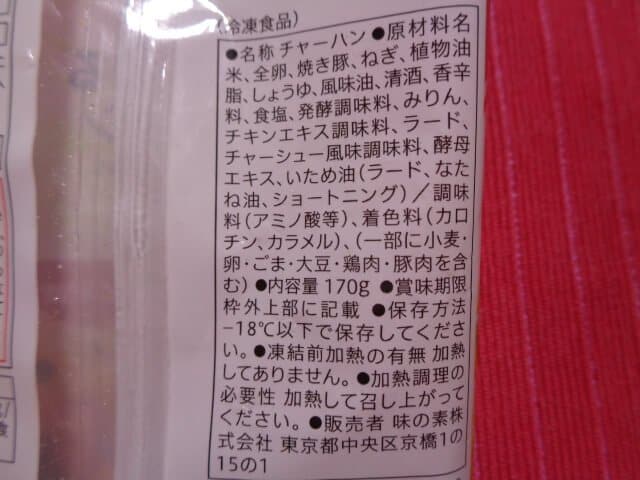 (冷凍食品)
●名称 チャーハン ●原材料名
米、全卵、焼き豚、ねぎ、植物油
脂、しょうゆ、風味油、清酒、香辛
料、食塩、発酵調味料、みりん、
チキンエキス調味料、ラード、
チャーシュー風味調味料、酵母
エキス、いため油(ラード、なた
ね油、ショートニング)/調味
料(アミノ酸等)、着色料(カロ
チン、カラメル)、(一部に小麦・
卵・ごま・大豆・鶏肉・豚肉を含
む) ●内容量 170g ●賞味期限
枠外上部に記載 ●保存方法
−18℃以下で保存してくださ
い。●凍結前加熱の有無 加熱
してありません。●加熱調理の
必要性 加熱して召し上がって
ください。●販売者 味の素株
式会社 東京都中央区京橋1の
15の1